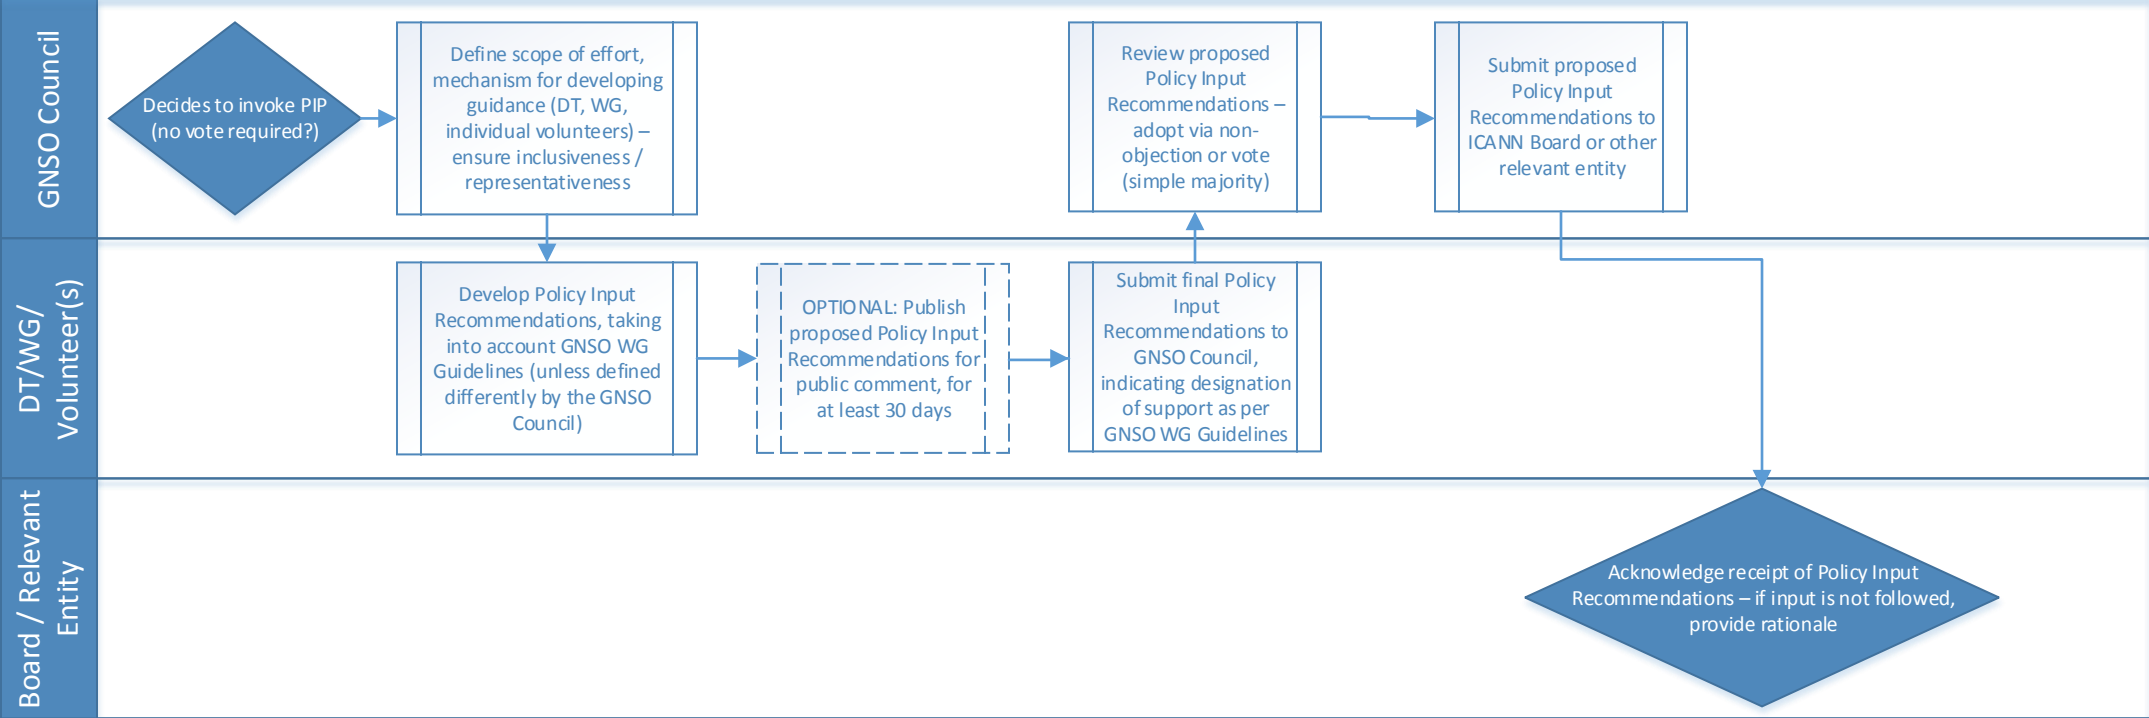 GNSO Council
Decides to invoke PIP
(no vote required?)
Define scope of effort,
mechanism for developing
guidance (DT, WG,
individual volunteers) –
ensure inclusiveness /
representativeness
Review proposed
Policy Input
Recommendations –
adopt via non-
objection or vote
(simple majority)
Submit proposed
Policy Input
Recommendations to
ICANN Board or other
relevant entity
DT/WG/
Volunteer(s)
Develop Policy Input
Recommendations, taking
into account GNSO WG
Guidelines (unless defined
differently by the GNSO
Council)
OPTIONAL: Publish
proposed Policy Input
Recommendations for
public comment, for
at least 30 days
Submit final Policy
Input
Recommendations to
GNSO Council,
indicating designation
of support as per
GNSO WG Guidelines
Board / Relevant
Entity
Acknowledge receipt of Policy Input
Recommendations – if input is not followed,
provide rationale